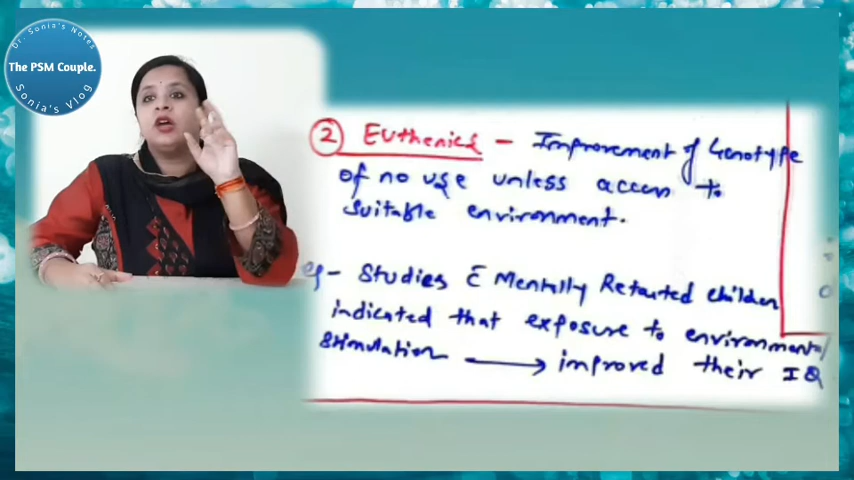 Dr. Sonia's Notes
The PSM Couple.
Sonia's Vlog
② Euthenics - Improvement of Genotype
of no use unless access to
suitable environment.
eg - Studies c̄ Mentally Retarted children
indicated that exposure to environmental
stimulation → improved their IQ